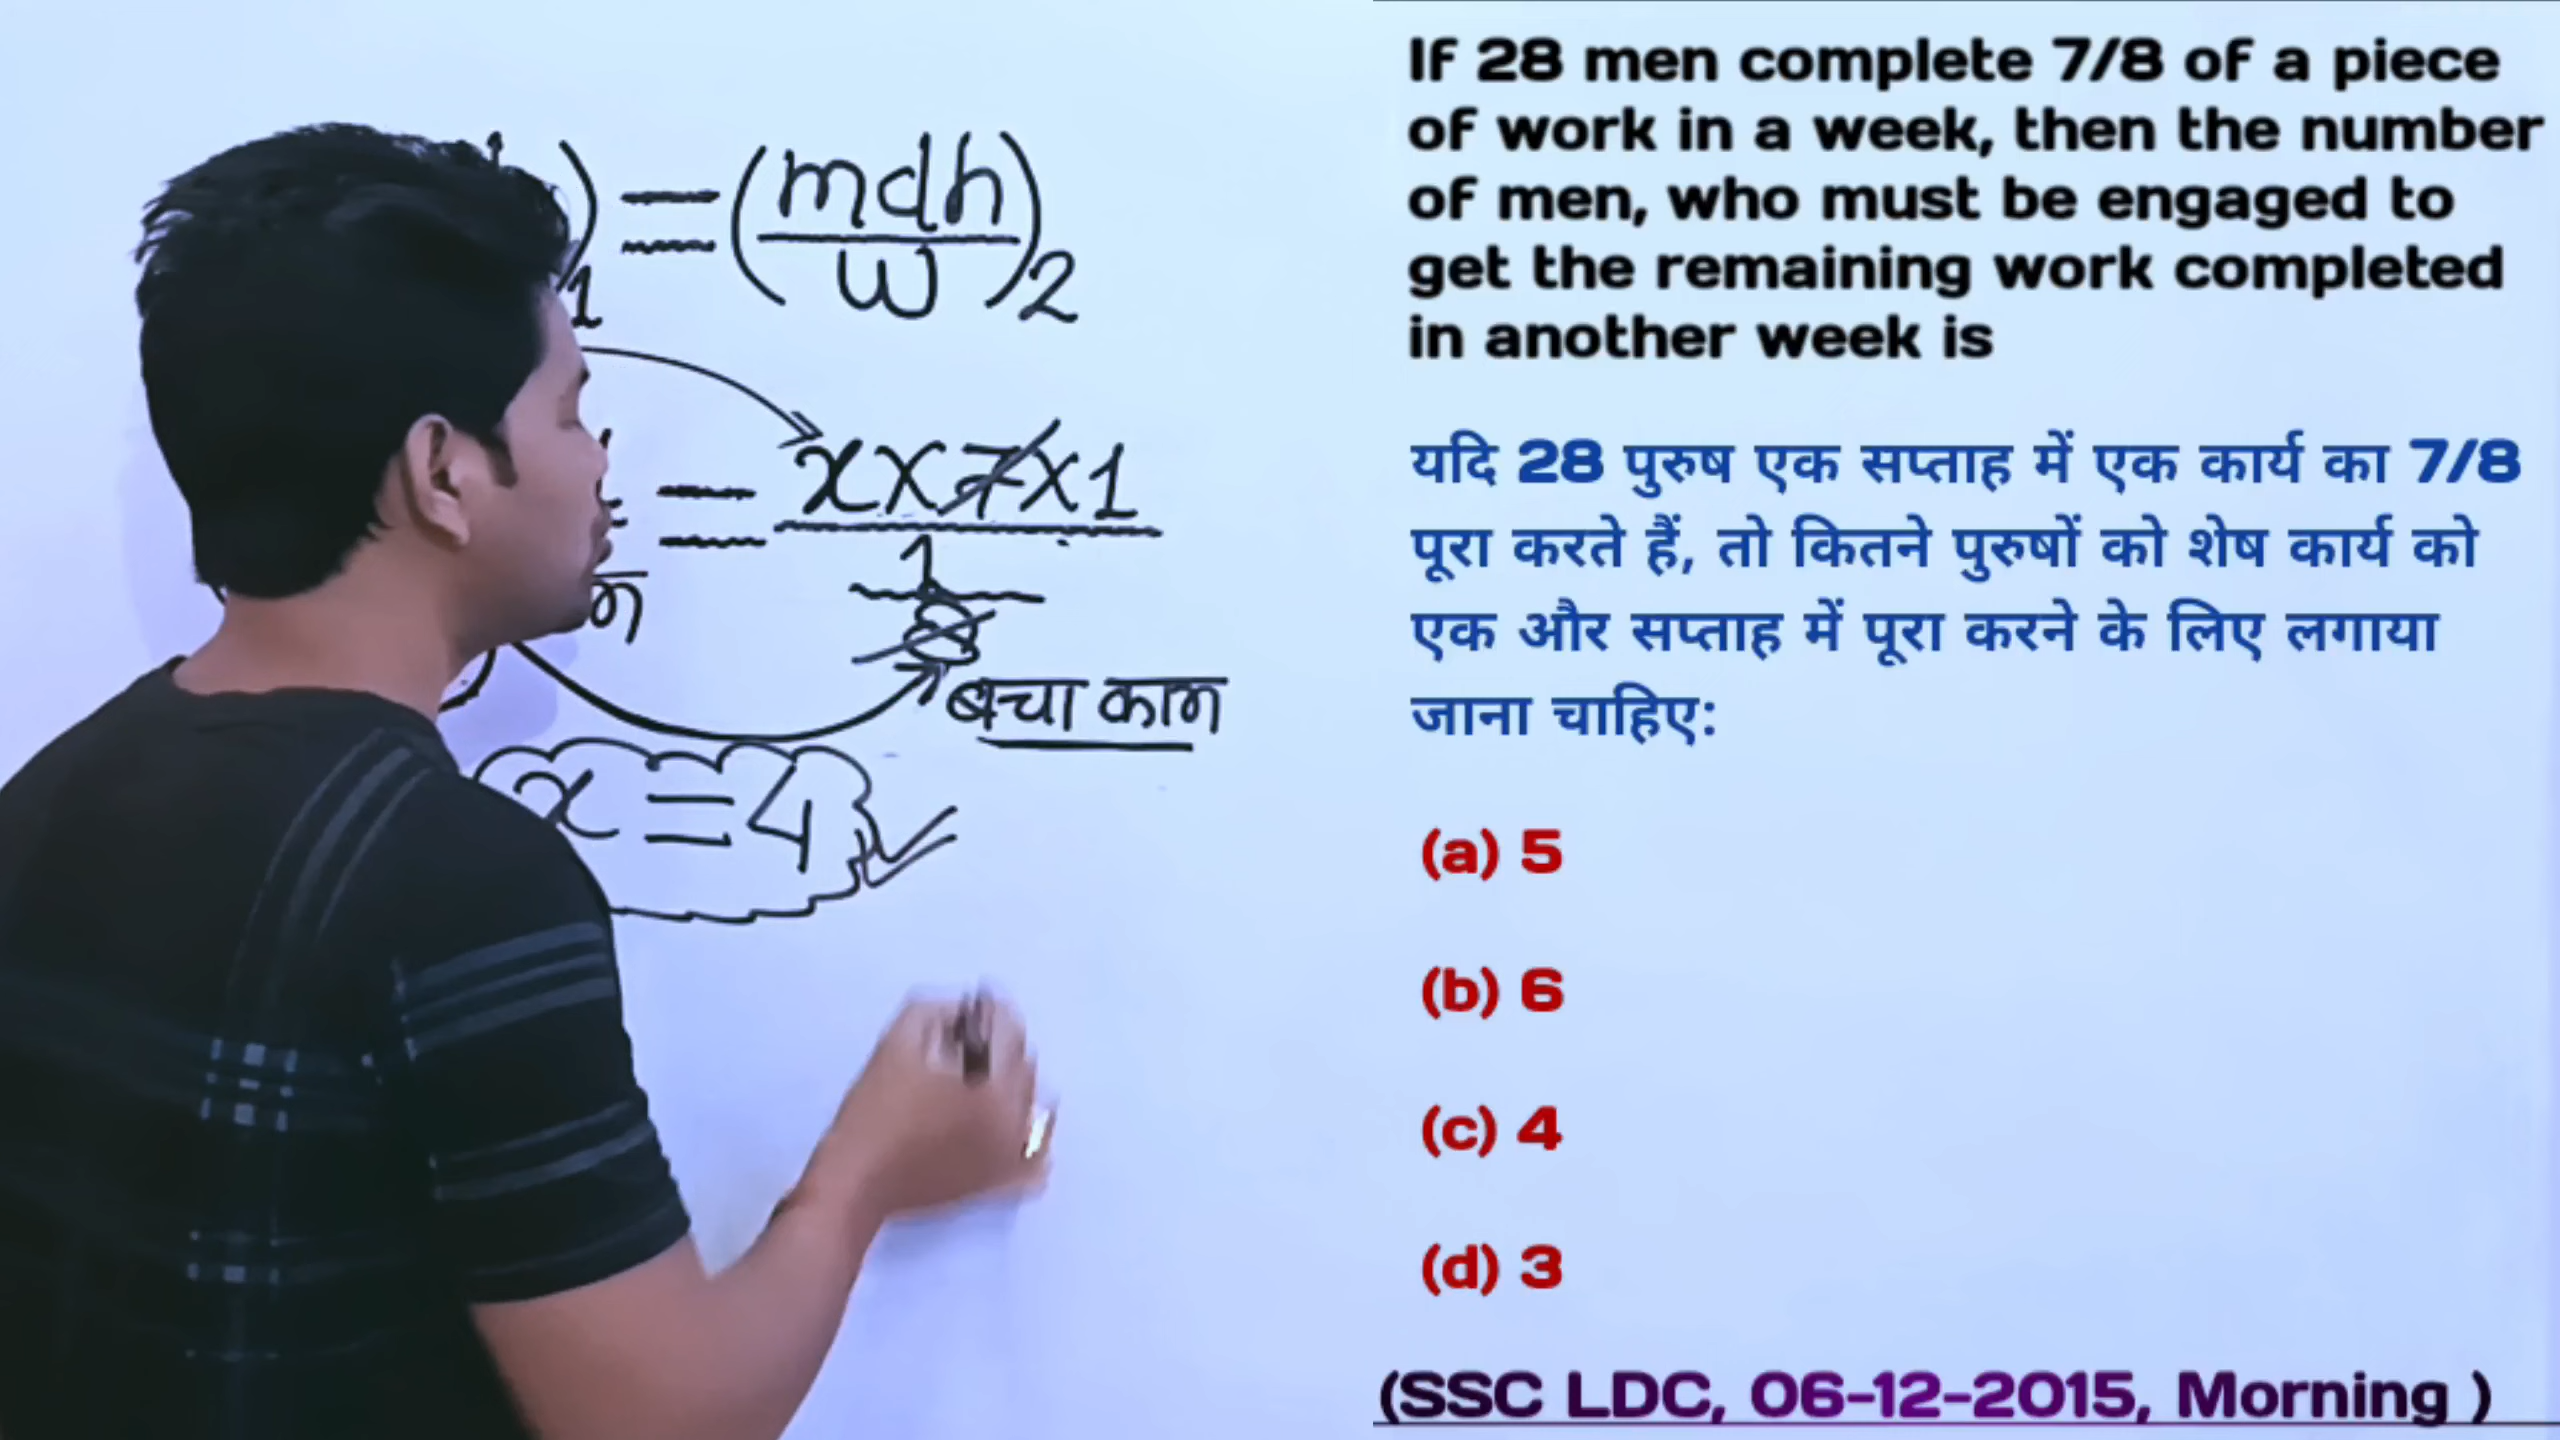 ) = (mdh
1 w )2
= x×7×1
1
8
बचा काम
x = 4
If 28 men complete 7/8 of a piece
of work in a week, then the number
of men, who must be engaged to
get the remaining work completed
in another week is
यदि 28 पुरुष एक सप्ताह में एक कार्य का 7/8
पूरा करते हैं, तो कितने पुरुषों को शेष कार्य को
एक और सप्ताह में पूरा करने के लिए लगाया
जाना चाहिए:
(a) 5
(b) 6
(c) 4
(d) 3
(SSC LDC, 06-12-2015, Morning )